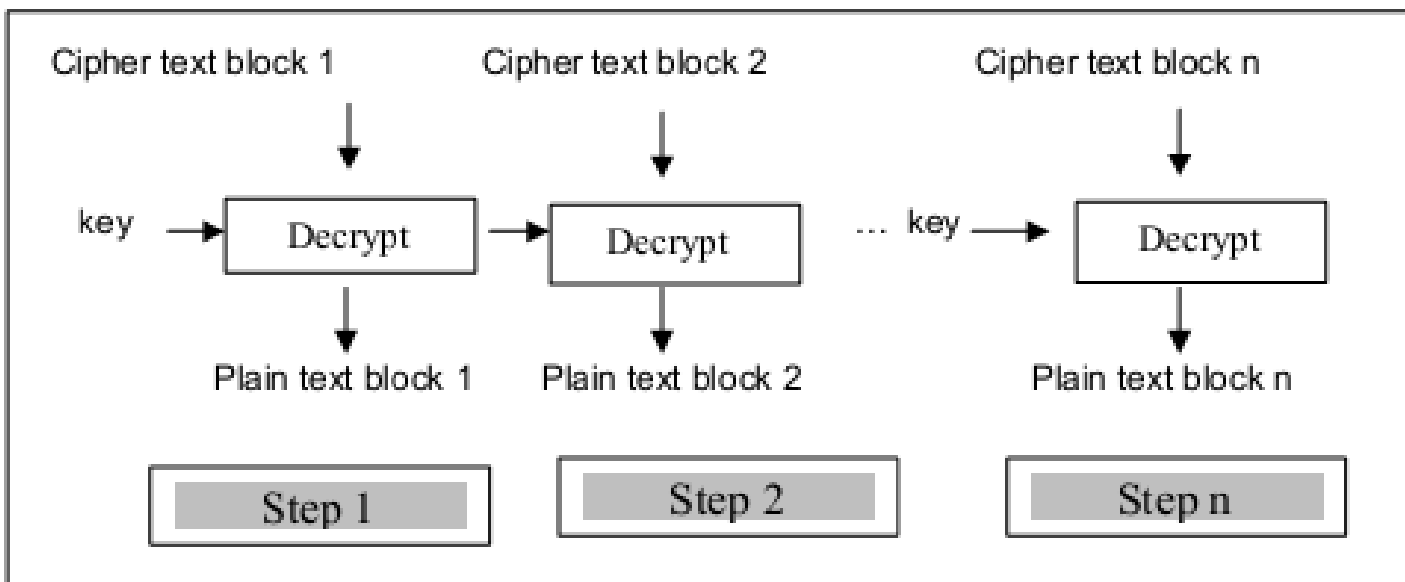 Cipher text block 1
Cipher text block 2
Cipher text block n
key
Decrypt
Decrypt
... key
Decrypt
Plain text block 1
Plain text block 2
Plain text block n
Step 1
Step 2
Step n